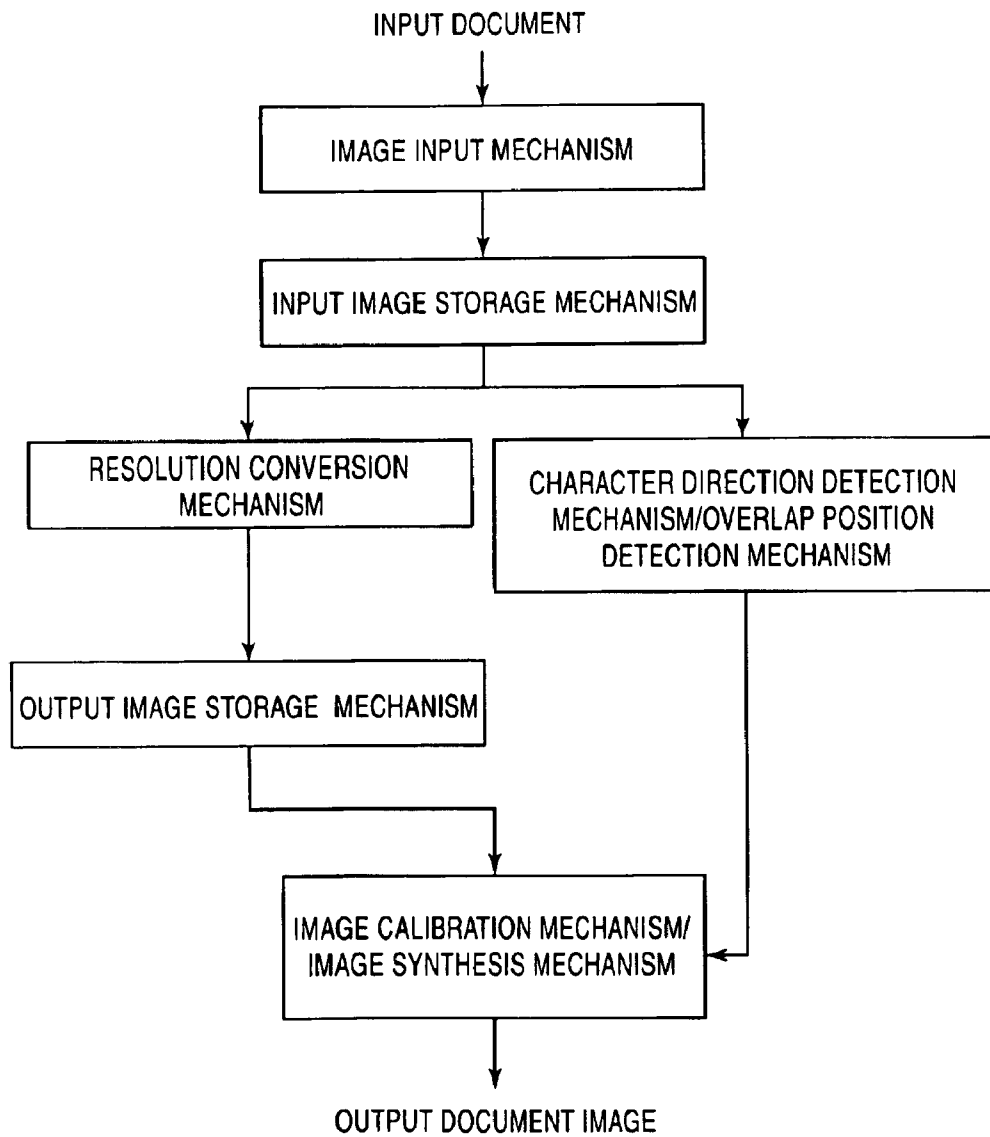 INPUT DOCUMENT
IMAGE INPUT MECHANISM
INPUT IMAGE STORAGE MECHANISM
RESOLUTION CONVERSION
MECHANISM
CHARACTER DIRECTION DETECTION
MECHANISM/OVERLAP POSITION
DETECTION MECHANISM
OUTPUT IMAGE STORAGE MECHANISM
IMAGE CALIBRATION MECHANISM/
IMAGE SYNTHESIS MECHANISM
OUTPUT DOCUMENT IMAGE